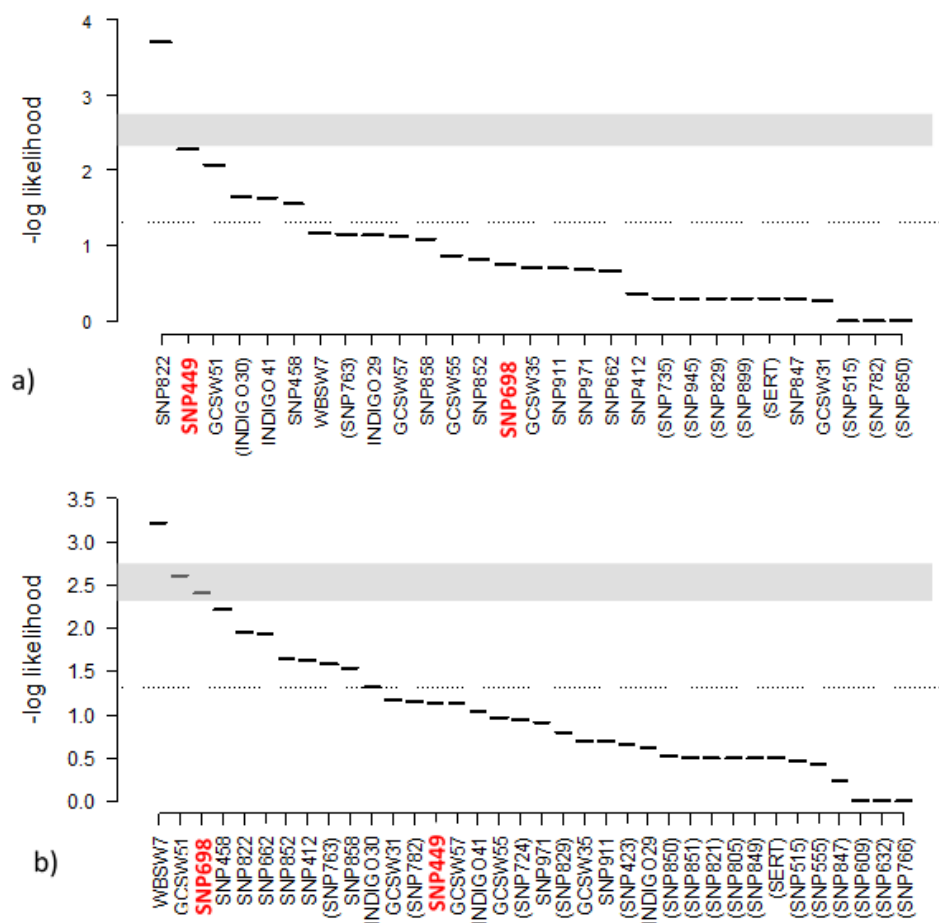 4
3
2
1
0
-log likelihood
SNP822
SNP449
GCSW51
(INDIGO30)
INDIGO41
SNP458
WBSW7
(SNP763)
INDIGO29
GCSW57
SNP858
GCSW55
SNP852
SNP698
GCSW35
SNP911
SNP971
SNP662
SNP412
(SNP735)
(SNP945)
(SNP829)
(SNP899)
(SERT)
SNP847
GCSW31
(SNP515)
(SNP782)
(SNP850)
a)
3.5
3.0
2.5
2.0
1.5
1.0
0.5
0.0
-log likelihood
WBSW7
GCSW51
SNP698
SNP458
SNP822
SNP662
SNP852
SNP412
(SNP763)
SNP858
INDIGO30
GCSW31
(SNP782)
SNP449
GCSW57
INDIGO41
GCSW55
(SNP724)
SNP971
(SNP829)
GCSW35
SNP911
(SNP423)
INDIGO29
(SNP850)
(SNP851)
(SNP821)
(SNP805)
(SNP849)
(SERT)
(SNP515)
(SNP555)
(SNP847)
(SNP609)
(SNP632)
(SNP766)
b)